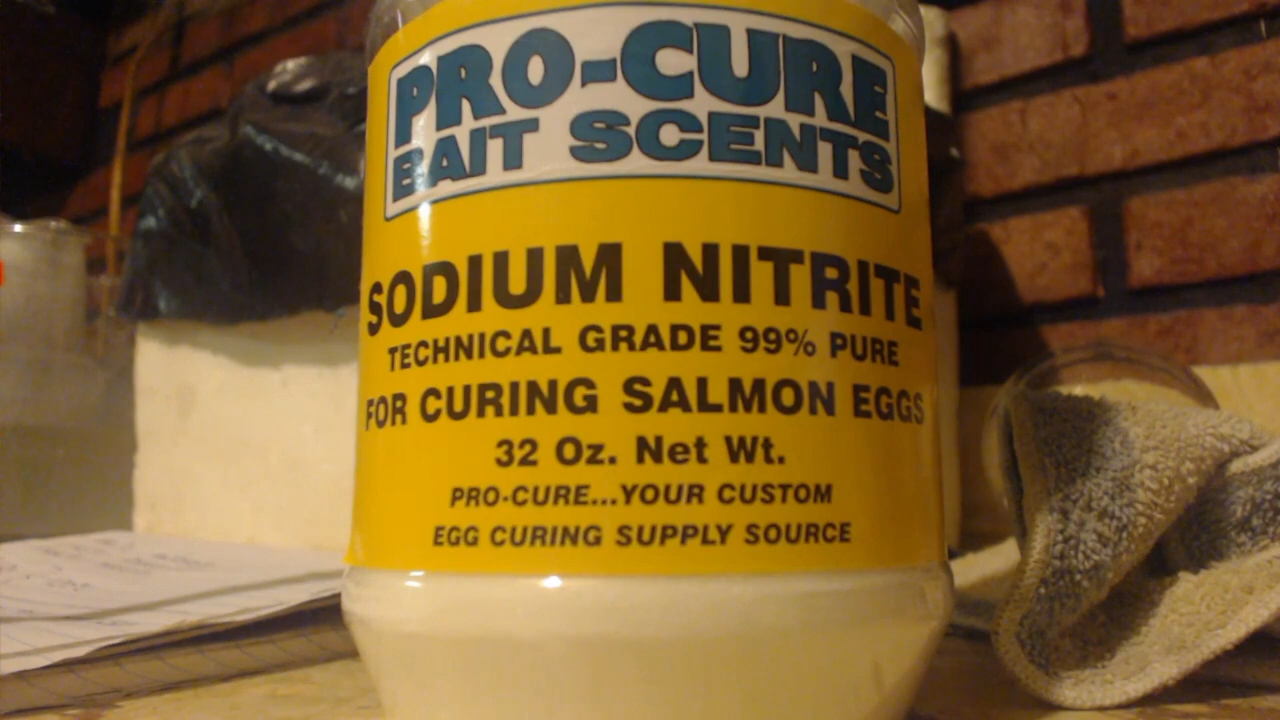 PRO-CURE
BAIT SCENTS
SODIUM NITRITE
TECHNICAL GRADE 99% PURE
FOR CURING SALMON EGGS
32 Oz. Net Wt.
PRO-CURE...YOUR CUSTOM
EGG CURING SUPPLY SOURCE